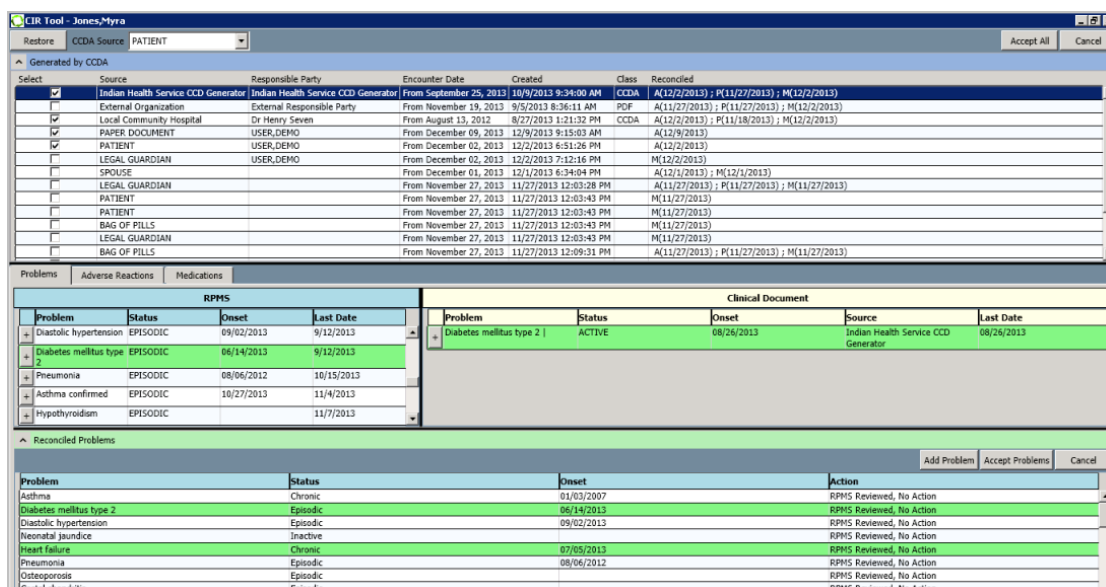 CIR Tool - Jones,Myra
Restore CCDA Source PATIENT Accept All Cancel
Generated by CCDA
Select Source Responsible Party Encounter Date Created Class Reconciled
Indian Health Service CCD Generator Indian Health Service CCD Generator From September 25, 2013 10/9/2013 9:34:00 AM CCDA A(12/2/2013) ; P(11/27/2013) ; M(12/2/2013)
External Organization External Responsible Party From November 19, 2013 9/5/2013 8:36:11 AM PDF A(11/27/2013) ; P(11/27/2013) ; M(11/27/2013)
Local Community Hospital Dr Henry Seven From August 13, 2012 8/27/2013 1:21:32 PM CCDA A(12/2/2013) ; P(11/18/2013) ; M(12/2/2013)
PAPER DOCUMENT USER,DEMO From December 09, 2013 12/9/2013 9:15:03 AM A(12/9/2013)
PATIENT USER,DEMO From December 02, 2013 12/2/2013 6:51:26 PM A(12/2/2013)
LEGAL GUARDIAN USER,DEMO From December 02, 2013 12/2/2013 7:12:16 PM M(12/2/2013)
SPOUSE From December 01, 2013 12/1/2013 6:34:04 PM A(12/1/2013) ; M(12/1/2013)
LEGAL GUARDIAN From November 27, 2013 11/27/2013 12:03:28 PM A(11/27/2013) ; P(11/27/2013) ; M(11/27/2013)
PATIENT From November 27, 2013 11/27/2013 12:03:43 PM M(11/27/2013)
PATIENT From November 27, 2013 11/27/2013 12:03:43 PM M(11/27/2013)
BAG OF PILLS From November 27, 2013 11/27/2013 12:03:43 PM M(11/27/2013)
LEGAL GUARDIAN From November 27, 2013 11/27/2013 12:03:43 PM M(11/27/2013)
BAG OF PILLS From November 27, 2013 11/27/2013 12:09:31 PM A(11/27/2013) ; P(11/27/2013) ; M(11/27/2013)
Problems Adverse Reactions Medications
RPMS
Problem Status Onset Last Date
Diastolic hypertension EPISODIC 09/02/2013 9/12/2013
Diabetes mellitus type EPISODIC 06/14/2013 9/12/2013
2
Pneumonia EPISODIC 08/06/2012 10/15/2013
Asthma confirmed EPISODIC 10/27/2013 11/4/2013
Hypothyroidism EPISODIC 11/7/2013
Clinical Document
Problem Status Onset Source Last Date
Diabetes mellitus type 2 | ACTIVE 08/26/2013 Indian Health Service CCD 08/26/2013
Generator
Reconciled Problems
Add Problem Accept Problems Cancel
Problem Status Onset Action
Asthma Chronic 01/03/2007 RPMS Reviewed, No Action
Diabetes mellitus type 2 Episodic 06/14/2013 RPMS Reviewed, No Action
Diastolic hypertension Episodic 09/02/2013 RPMS Reviewed, No Action
Neonatal jaundice Inactive RPMS Reviewed, No Action
Heart failure Chronic 07/05/2013 RPMS Reviewed, No Action
Pneumonia Episodic 08/06/2012 RPMS Reviewed, No Action
Osteoporosis Episodic RPMS Reviewed, No Action